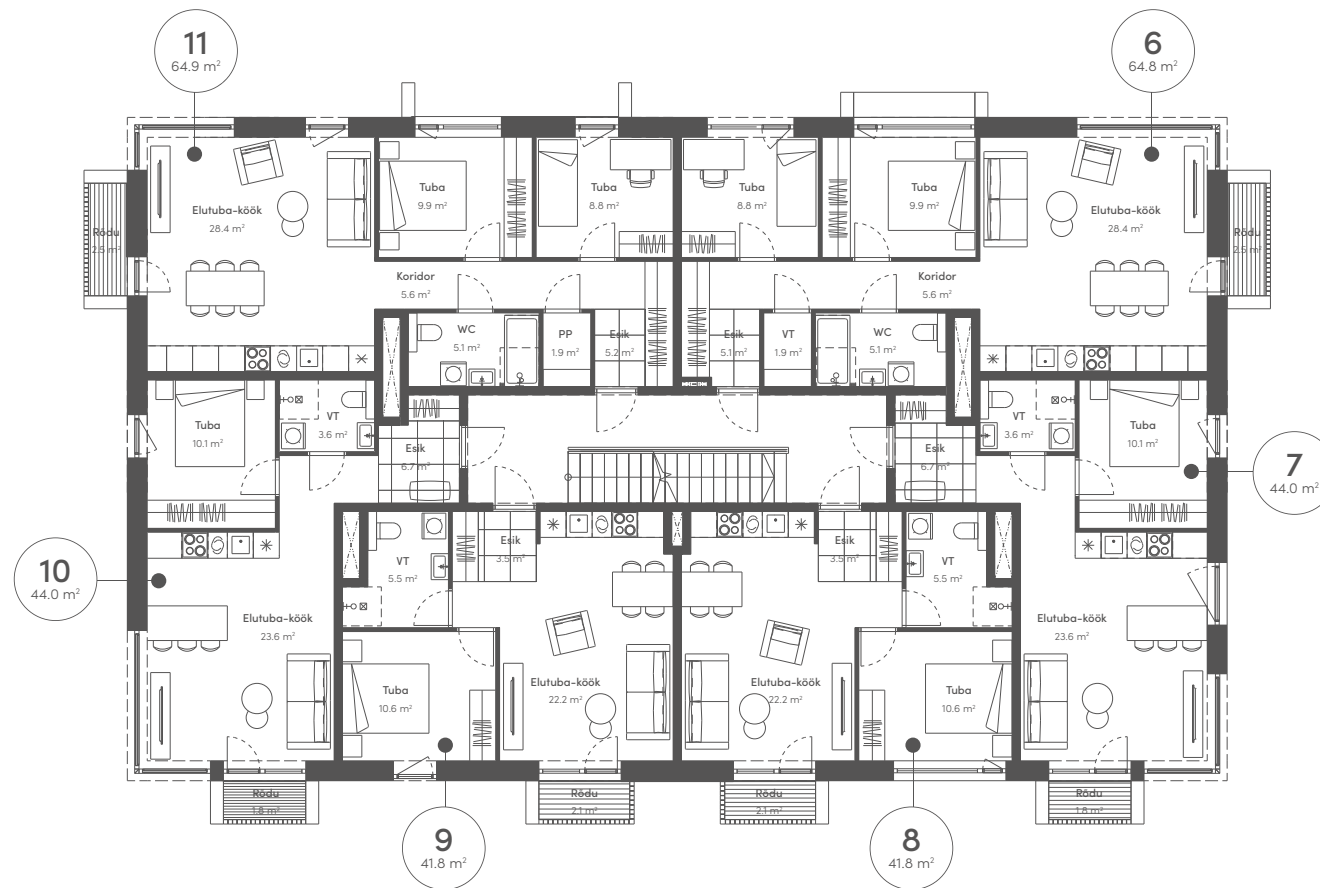 11
64.9 m²
6
64.8 m²
Tuba
9.9 m²
Tuba
8.8 m²
Tuba
8.8 m²
Tuba
9.9 m²
Elutuba-köök
28.4 m²
Elutuba-köök
28.4 m²
Rõdu
2.5 m²
Rõdu
2.5 m²
Koridor
5.6 m²
Koridor
5.6 m²
WC
5.1 m²
PP
1.9 m²
Esik
5.2 m²
Esik
5.1 m²
VT
1.9 m²
WC
5.1 m²
Tuba
10.1 m²
VT
3.6 m²
Esik
6.7 m²
Esik
6.7 m²
VT
3.6 m²
Tuba
10.1 m²
7
44.0 m²
10
44.0 m²
VT
5.5 m²
Esik
3.5 m²
Esik
3.5 m²
VT
5.5 m²
Elutuba-köök
23.6 m²
Elutuba-köök
23.6 m²
Tuba
10.6 m²
Elutuba-köök
22.2 m²
Elutuba-köök
22.2 m²
Tuba
10.6 m²
Rõdu
1.8 m²
Rõdu
2.1 m²
Rõdu
2.1 m²
Rõdu
1.8 m²
9
41.8 m²
8
41.8 m²